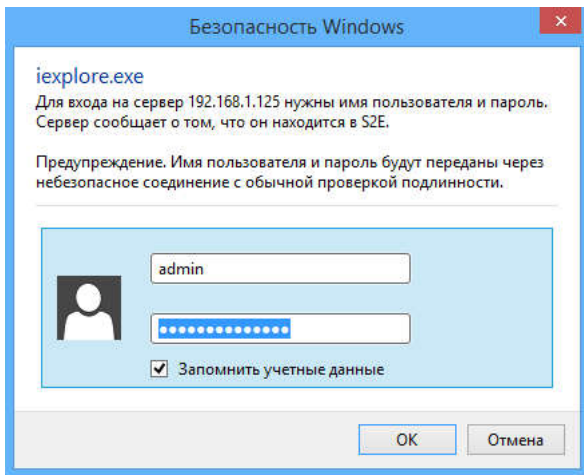 Безопасность Windows
iexplore.exe
Для входа на сервер 192.168.1.125 нужны имя пользователя и пароль.
Сервер сообщает о том, что он находится в S2E.
Предупреждение. Имя пользователя и пароль будут переданы через
небезопасное соединение с обычной проверкой подлинности.
admin
••••••••••••••
Запомнить учетные данные
OK
Отмена